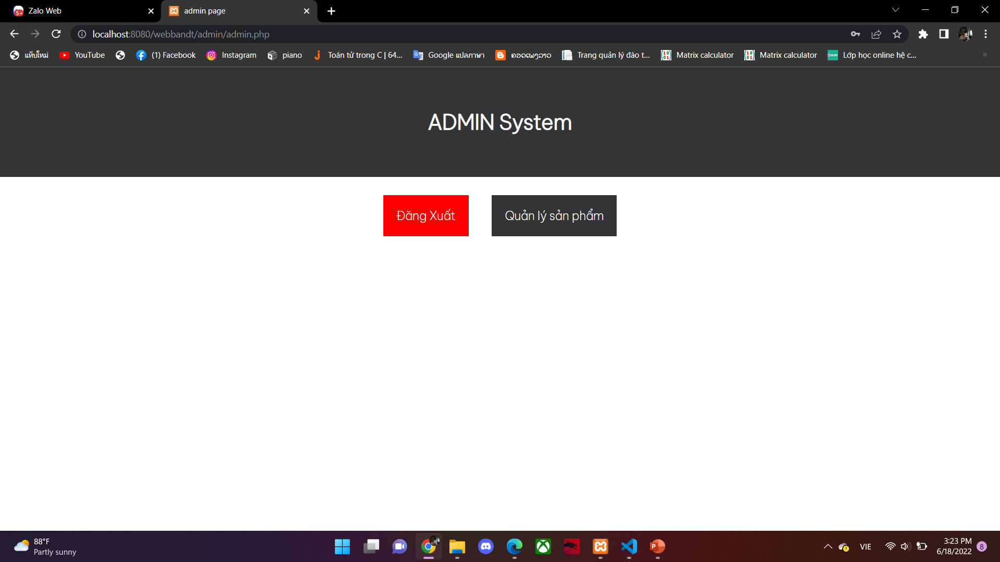 Zalo Web
admin page
localhost:8080/webbandt/admin/admin.php
แท็บใหม่ YouTube (1) Facebook Instagram piano Toán tử trong C | 64... Google แปลภาษา ຄອດເພງລາວ Trang quản lý đào t... Matrix calculator Matrix calculator Lớp học online hệ c...
ADMIN System
Đăng Xuất
Quản lý sản phẩm
88°F
Partly sunny
VIE
3:23 PM
6/18/2022
8